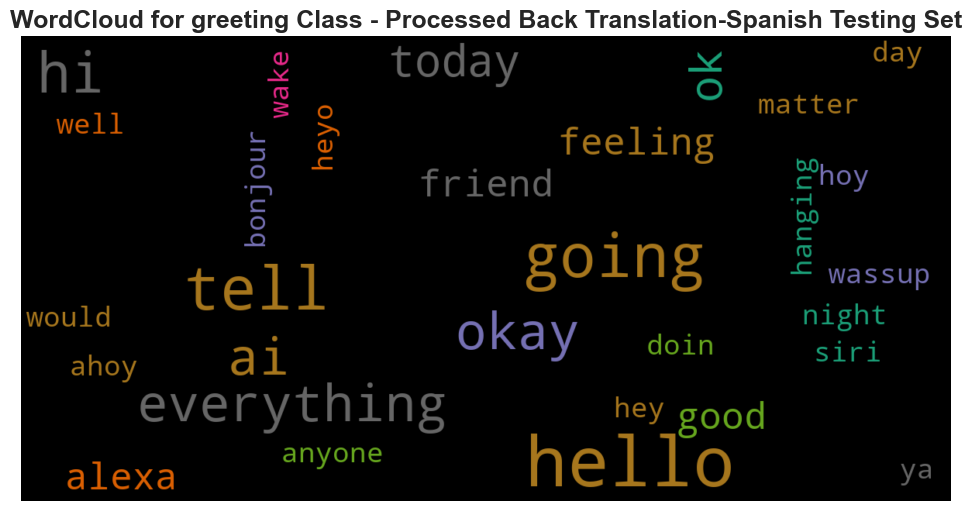 WordCloud for greeting Class - Processed Back Translation-Spanish Testing Set
hi
today
ok
day
wake
well
heyo
matter
bonjour
feeling
friend
hanging
hoy
going
tell
wassup
would
okay
night
doin
siri
ahoy
ai
everything
hey
good
anyone
hello
alexa
ya